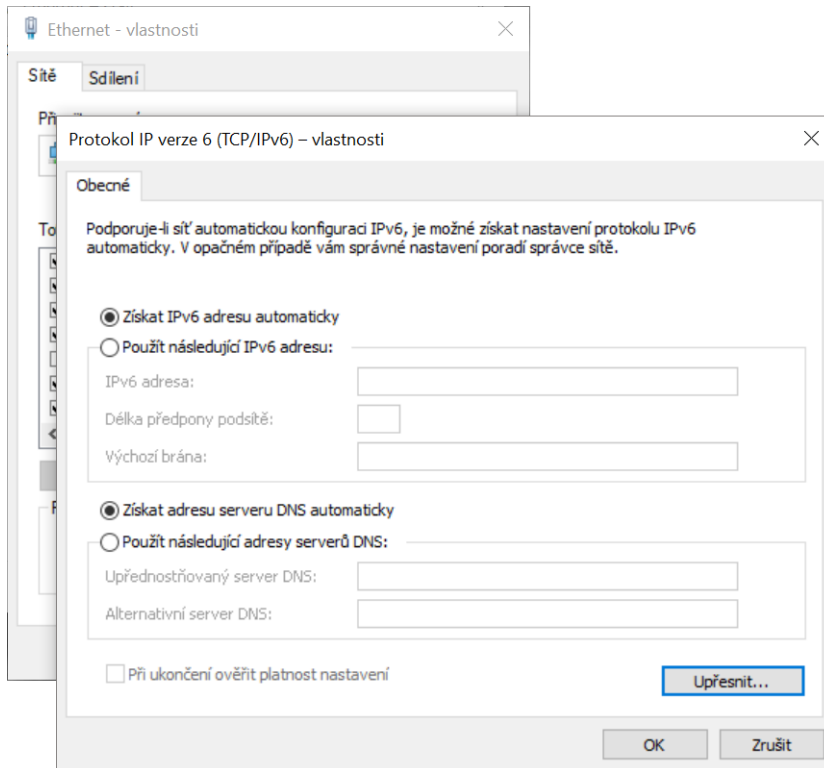 Ethernet - vlastnosti
Sítě
Sdílení
Protokol IP verze 6 (TCP/IPv6) – vlastnosti
Obecné
Podporuje-li síť automatickou konfiguraci IPv6, je možné získat nastavení protokolu IPv6
automaticky. V opačném případě vám správné nastavení poradí správce sítě.
Získat IPv6 adresu automaticky
Použít následující IPv6 adresu:
IPv6 adresa:
Délka předpony podsítě:
Výchozí brána:
Získat adresu serveru DNS automaticky
Použít následující adresy serverů DNS:
Upřednostňovaný server DNS:
Alternativní server DNS:
Při ukončení ověřit platnost nastavení
Upřesnit...
OK
Zrušit